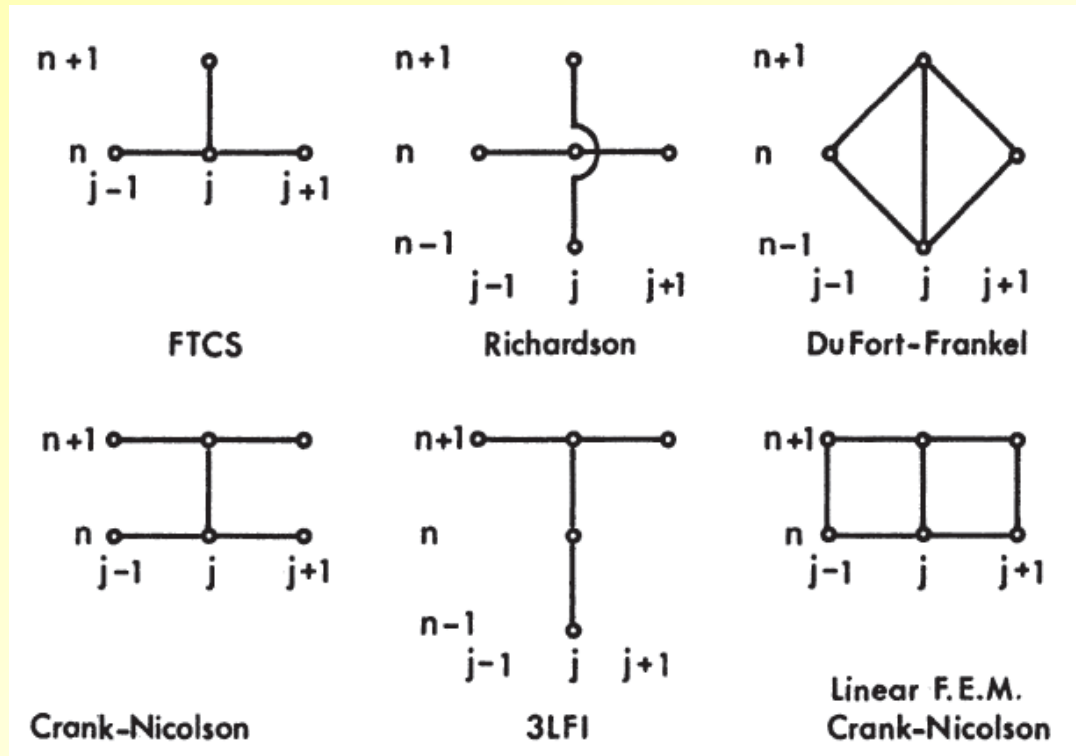 n+1
n
j-1 j j+1
FTCS
n+1
n
n-1
j-1 j j+1
Richardson
n+1
n
n-1
j-1 j j+1
DuFort-Frankel
n+1
n
j-1 j j+1
Crank-Nicolson
n+1
n
n-1
j-1 j j+1
3LFI
n+1
n
j-1 j j+1
Linear F.E.M.
Crank-Nicolson